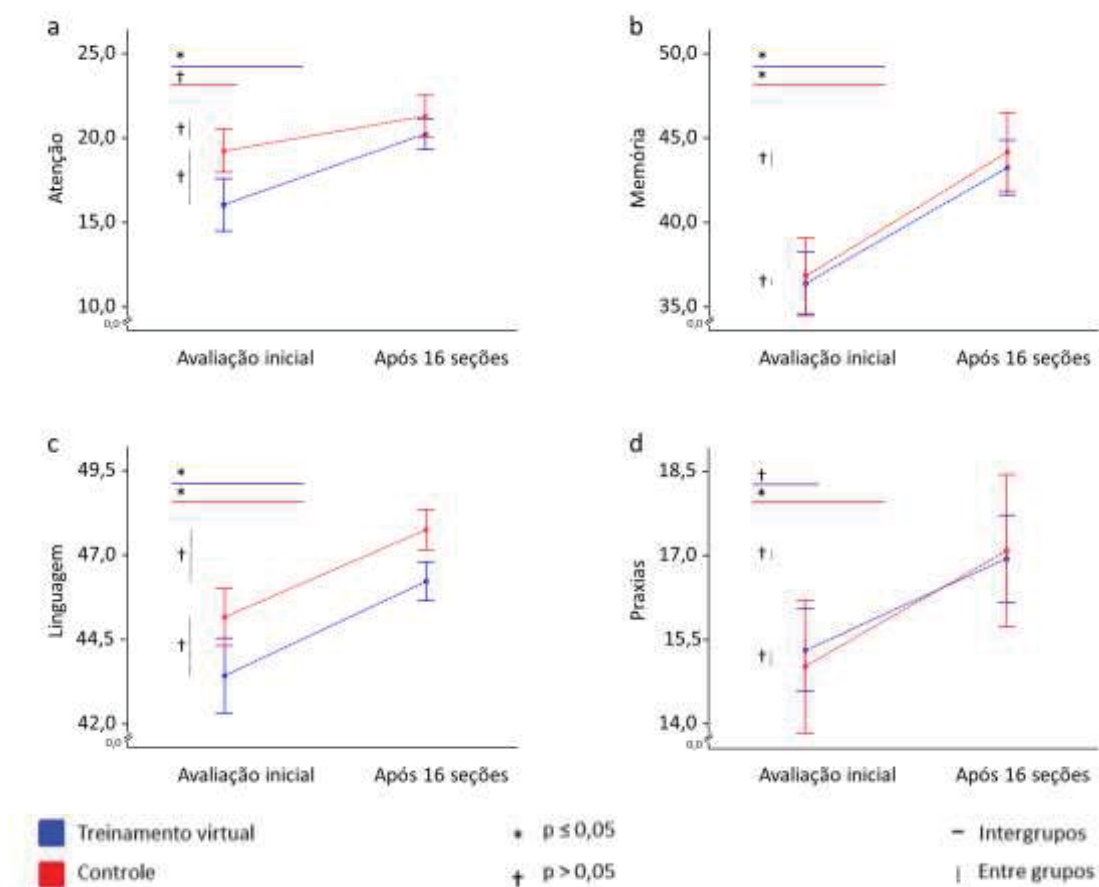 a
25,0
20,0
15,0
10,0
0,0
Atenção
*
†
†
†
Avaliação inicial
Após 16 seções
b
50,0
45,0
40,0
35,0
0,0
Memória
*
*
†
†
Avaliação inicial
Após 16 seções
c
49,5
47,0
44,5
42,0
0,0
Linguagem
*
*
†
†
Avaliação inicial
Após 16 seções
d
18,5
17,0
15,5
14,0
0,0
Praxias
†
*
†
†
Avaliação inicial
Após 16 seções
Treinamento virtual
* p ≤ 0,05
– Intergrupos
Controle
† p > 0,05
| Entre grupos